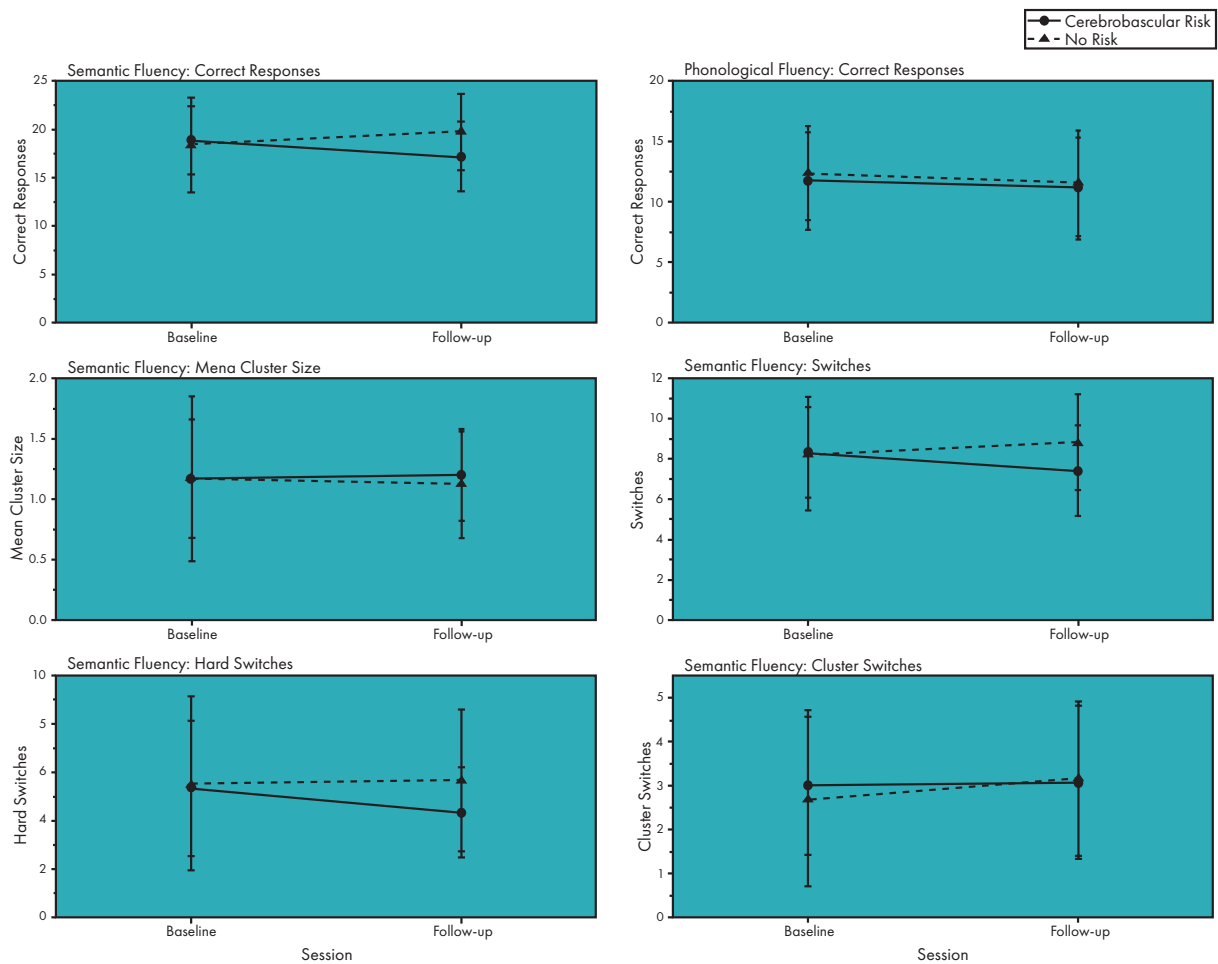 Cerebrobascular Risk
No Risk
Semantic Fluency: Correct Responses
25
20
15
10
5
0
Correct Responses
Baseline
Follow-up
Phonological Fluency: Correct Responses
20
15
10
5
0
Correct Responses
Baseline
Follow-up
Semantic Fluency: Mena Cluster Size
2.0
1.5
1.0
0.5
0.0
Mean Cluster Size
Baseline
Follow-up
Semantic Fluency: Switches
12
10
8
6
4
2
0
Switches
Baseline
Follow-up
Semantic Fluency: Hard Switches
10
5
6
4
2
0
Hard Switches
Baseline
Follow-up
Session
Semantic Fluency: Cluster Switches
5
4
3
2
1
0
Cluster Switches
Baseline
Follow-up
Session